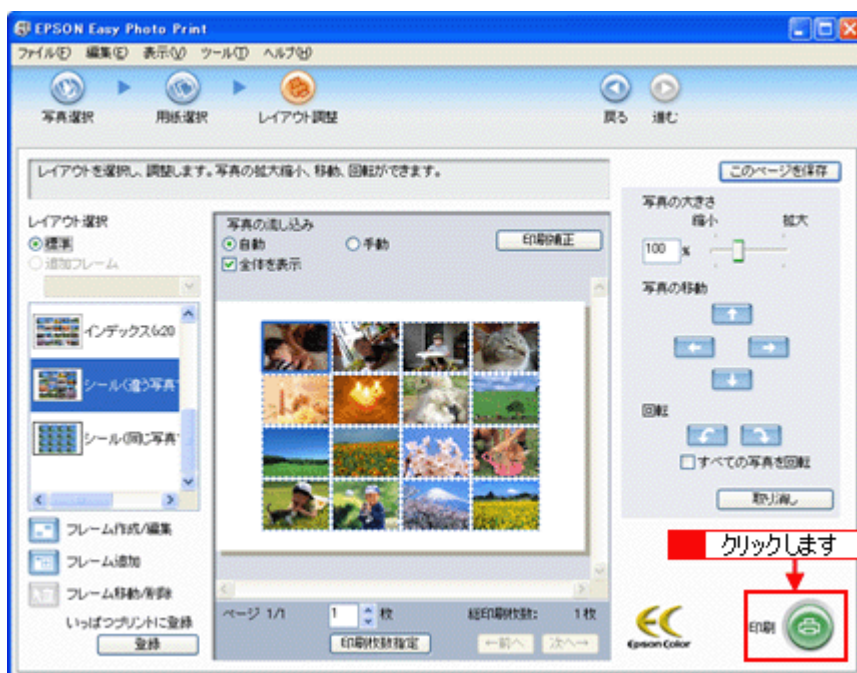 EPSON Easy Photo Print
ファイル(F) 編集(E) 表示(V) ツール(T) ヘルプ(H)
写真選択 用紙選択 レイアウト調整 戻る 進む
レイアウトを選択し、調整します。写真の拡大縮小、移動、回転ができます。
このページを保存
レイアウト選択
標準
追加フレーム
インデックス6x20
シール(違う写真
シール(同じ写真
フレーム作成/編集
フレーム追加
フレーム移動/削除
いっぱつプリントに登録
登録
写真の流し込み
自動 手動
全体を表示
印刷補正
ページ 1/1 1 枚 総印刷枚数: 1枚
印刷枚数指定 ←前へ 次へ→
写真の大きさ
縮小 拡大
100 %
写真の移動
回転
すべての写真を回転
取り消し
クリックします
Epson Color
印刷